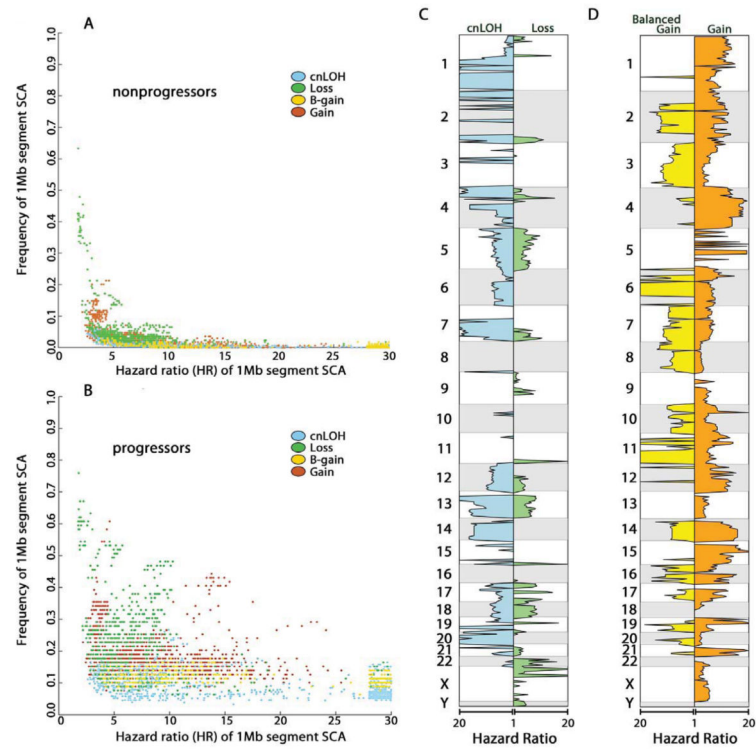 A
nonprogressors
cnLOH
Loss
B-gain
Gain
Frequency of 1Mb segment SCA
1.0
0.9
0.8
0.7
0.6
0.5
0.4
0.3
0.2
0.1
0.0
0 5 10 15 20 25 30
Hazard ratio (HR) of 1Mb segment SCA
B
progressors
cnLOH
Loss
B-gain
Gain
Frequency of 1Mb segment SCA
1.0
0.9
0.8
0.7
0.6
0.5
0.4
0.3
0.2
0.1
0.0
0 5 10 15 20 25 30
Hazard ratio (HR) of 1Mb segment SCA
C
cnLOH Loss
1
2
3
4
5
6
7
8
9
10
11
12
13
14
15
16
17
18
19
20
21
22
X
Y
20 1 20
Hazard Ratio
D
Balanced
Gain Gain
1
2
3
4
5
6
7
8
9
10
11
12
13
14
15
16
17
18
19
20
21
22
X
Y
20 1 20
Hazard Ratio